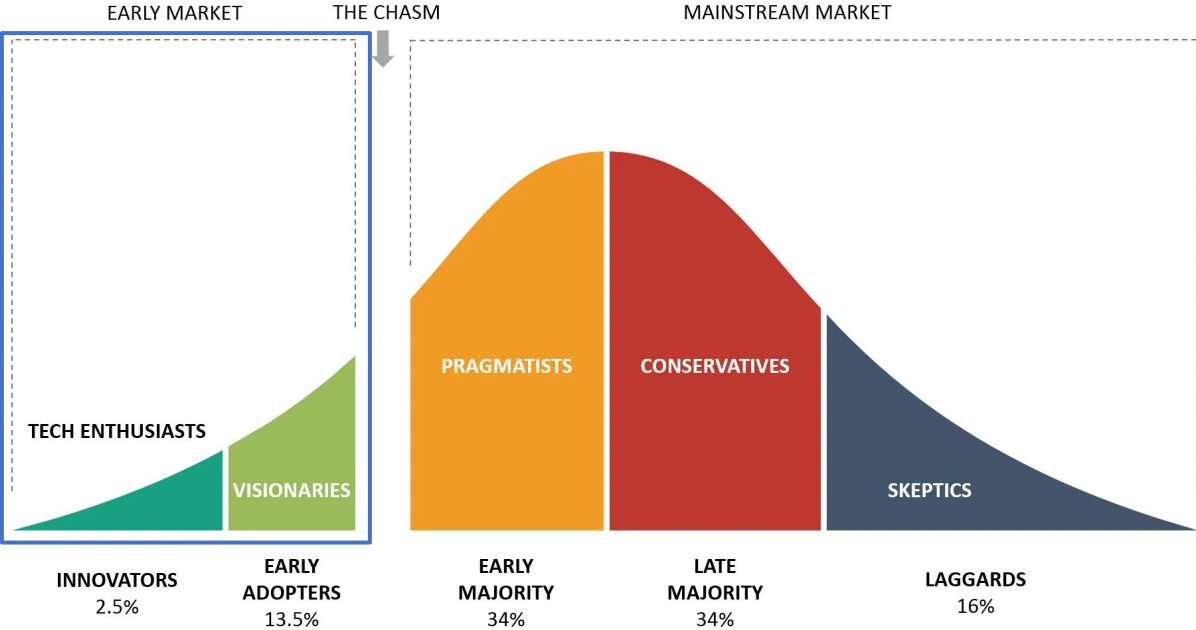 EARLY MARKET
THE CHASM
MAINSTREAM MARKET
PRAGMATISTS
CONSERVATIVES
TECH ENTHUSIASTS
VISIONARIES
SKEPTICS
INNOVATORS
2.5%
EARLY
ADOPTERS
13.5%
EARLY
MAJORITY
34%
LATE
MAJORITY
34%
LAGGARDS
16%